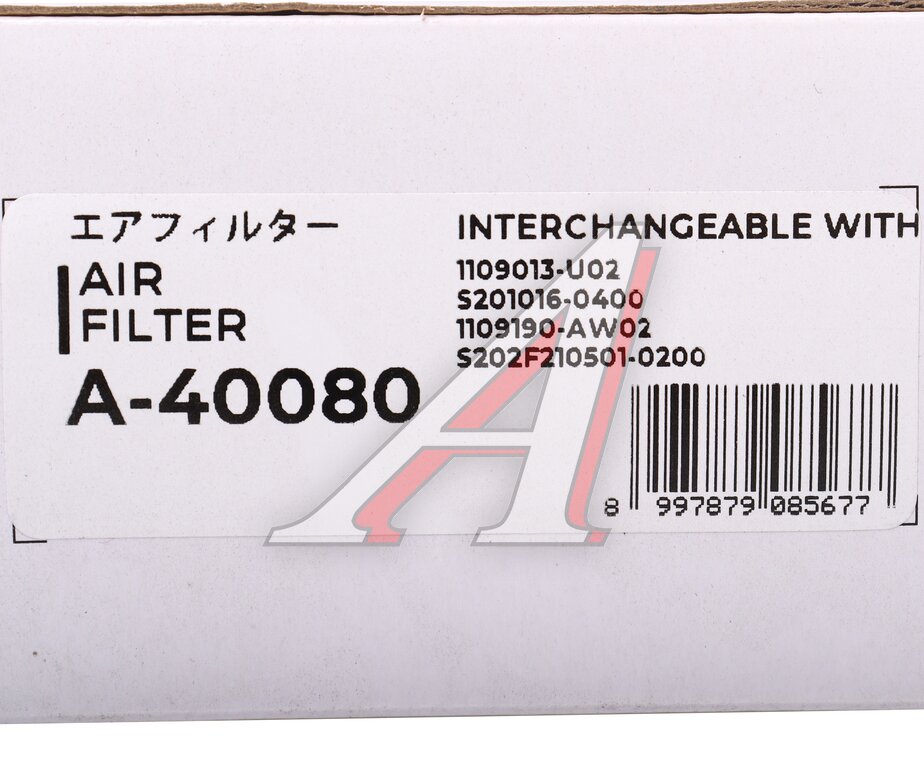 エアフィルター
AIR
FILTER
A-40080
INTERCHANGEABLE WITH
1109013-U02
S201016-0400
1109190-AW02
S202F210501-0200
8 997879 085677